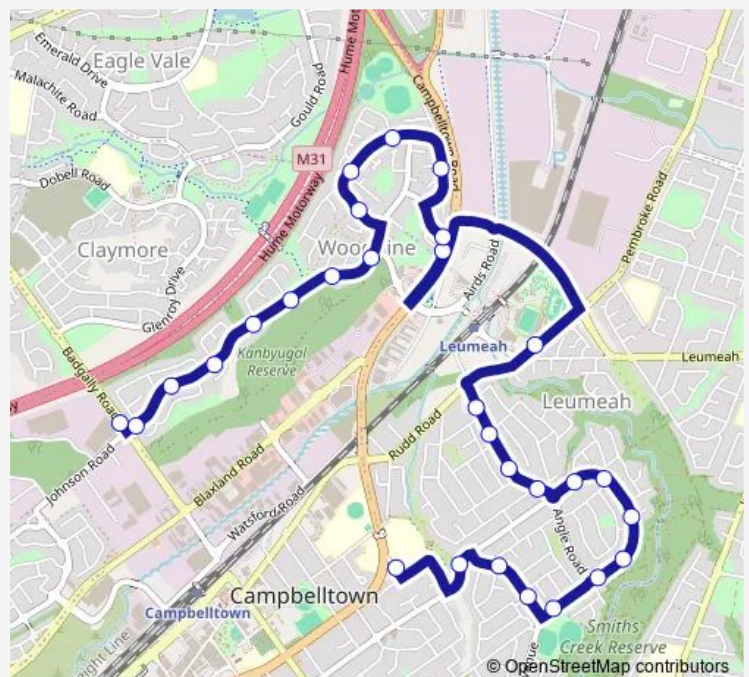 Eagle Vale
Emerald Drive
Malachite Road
Gould Road
Hume Mot
Campbelltown Road
M31
Dobell Road
Hume Motorway
Claymore
Woodbine
Airds Road
Pembroke Road
Glenroy Drive
Kanbyugal
Reserve
Leumeah
Leumeah
Badgally Road
Leumeah
Rudd Road
Johnson Road
Blaxland Road
Watsford Road
Angle Road
Campbelltown
Campbelltown
Smiths
Creek Reserve
© OpenStreetMap contributors